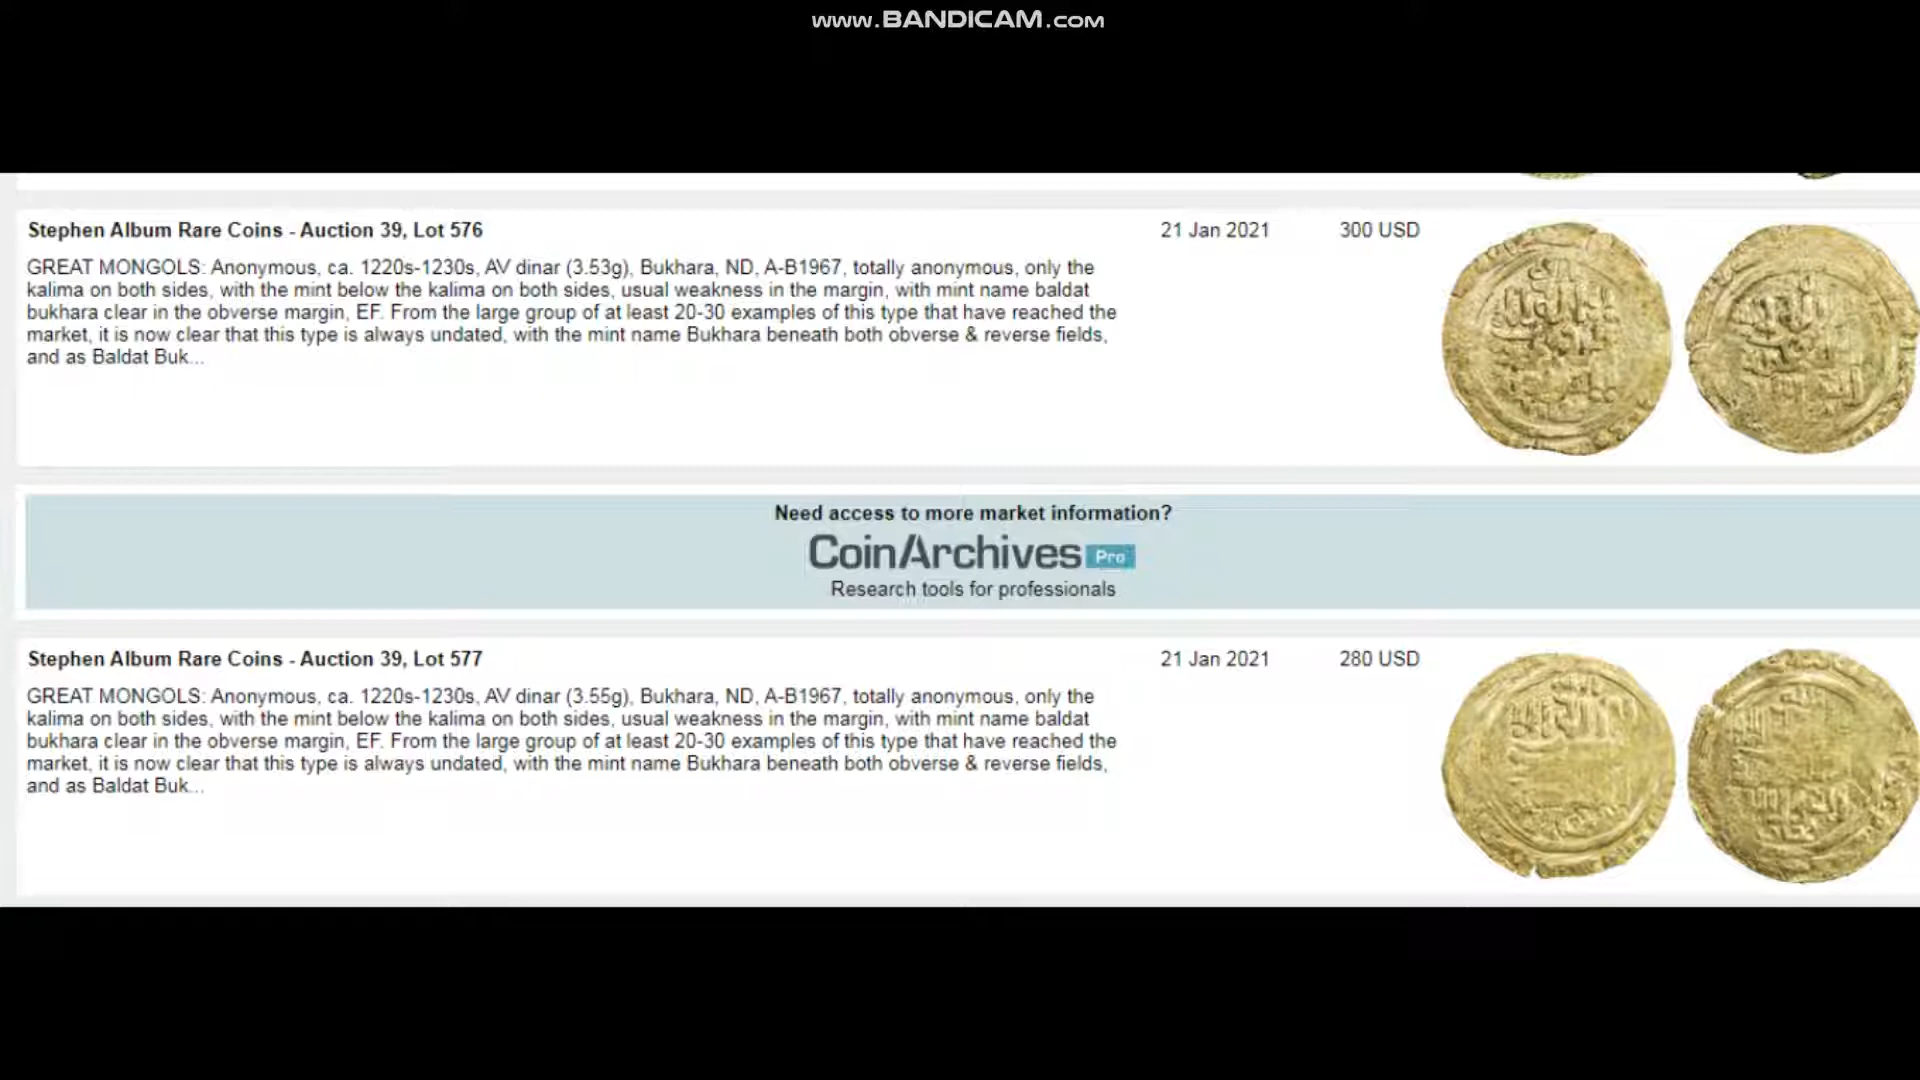 www.BANDICAM.com
Stephen Album Rare Coins - Auction 39, Lot 576
21 Jan 2021
300 USD
GREAT MONGOLS: Anonymous, ca. 1220s-1230s, AV dinar (3.53g), Bukhara, ND, A-B1967, totally anonymous, only the
kalima on both sides, with the mint below the kalima on both sides, usual weakness in the margin, with mint name baldat
bukhara clear in the obverse margin, EF. From the large group of at least 20-30 examples of this type that have reached the
market, it is now clear that this type is always undated, with the mint name Bukhara beneath both obverse & reverse fields,
and as Baldat Buk...
Need access to more market information?
CoinArchives Pro
Research tools for professionals
Stephen Album Rare Coins - Auction 39, Lot 577
21 Jan 2021
280 USD
GREAT MONGOLS: Anonymous, ca. 1220s-1230s, AV dinar (3.55g), Bukhara, ND, A-B1967, totally anonymous, only the
kalima on both sides, with the mint below the kalima on both sides, usual weakness in the margin, with mint name baldat
bukhara clear in the obverse margin, EF. From the large group of at least 20-30 examples of this type that have reached the
market, it is now clear that this type is always undated, with the mint name Bukhara beneath both obverse & reverse fields,
and as Baldat Buk...